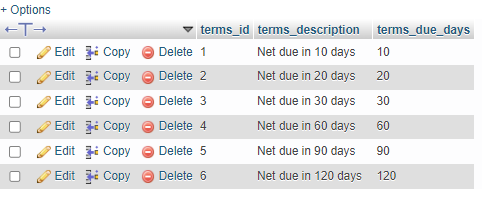 + Options
←T→ terms_id terms_description terms_due_days
Edit Copy Delete 1 Net due in 10 days 10
Edit Copy Delete 2 Net due in 20 days 20
Edit Copy Delete 3 Net due in 30 days 30
Edit Copy Delete 4 Net due in 60 days 60
Edit Copy Delete 5 Net due in 90 days 90
Edit Copy Delete 6 Net due in 120 days 120